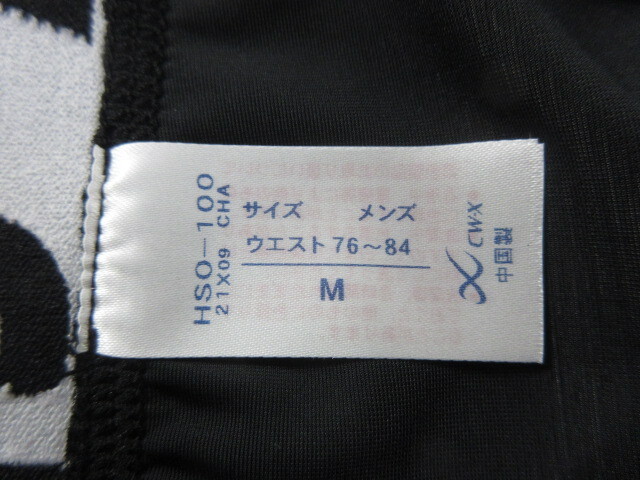 HSO-100
21X09 CHA
サイズ メンズ
ウエスト 76～84
M
CW-X
中国製